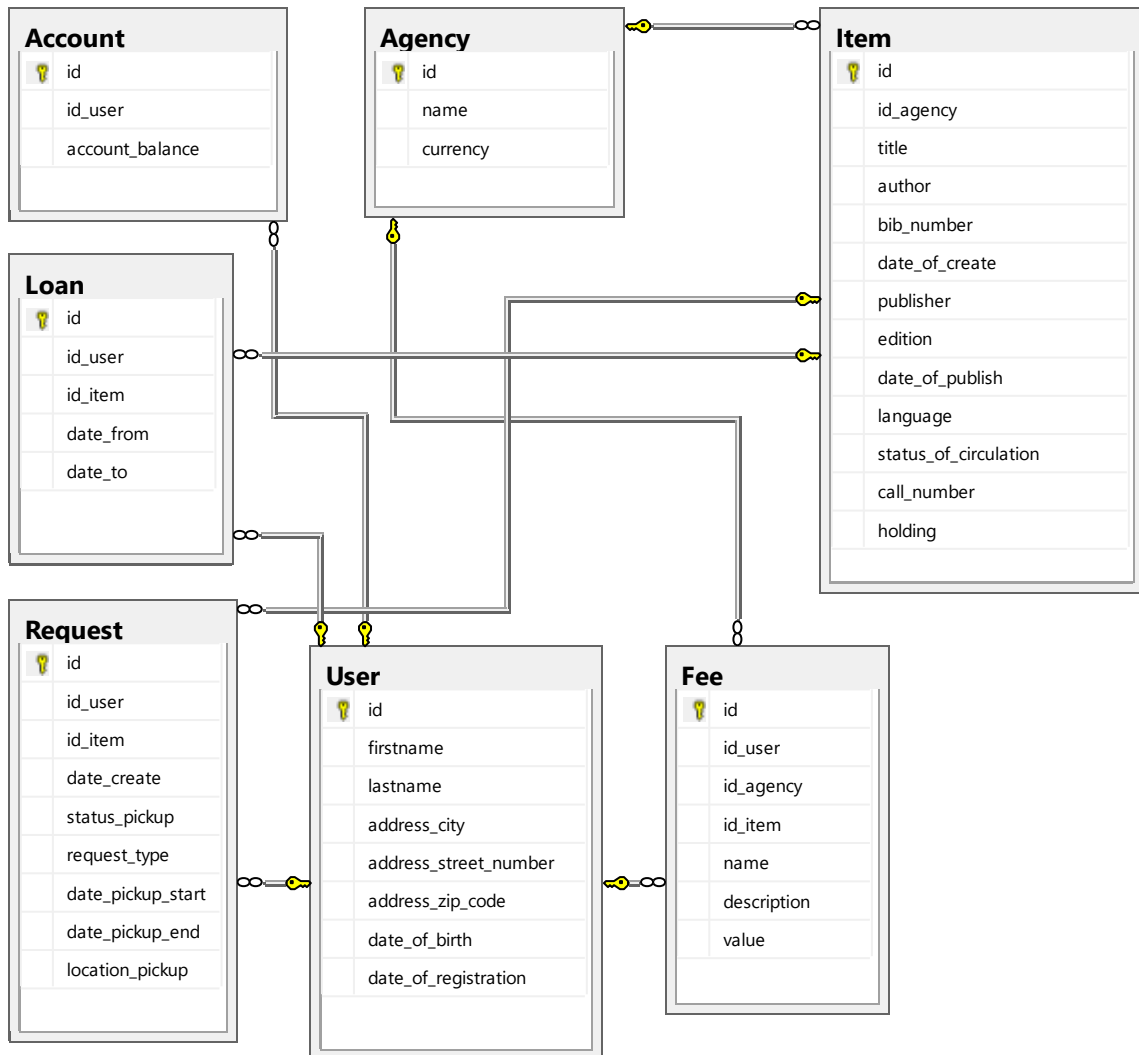 Account
id
id_user
account_balance
Agency
id
name
currency
Item
id
id_agency
title
author
bib_number
date_of_create
publisher
edition
date_of_publish
language
status_of_circulation
call_number
holding
Loan
id
id_user
id_item
date_from
date_to
Request
id
id_user
id_item
date_create
status_pickup
request_type
date_pickup_start
date_pickup_end
location_pickup
User
id
firstname
lastname
address_city
address_street_number
address_zip_code
date_of_birth
date_of_registration
Fee
id
id_user
id_agency
id_item
name
description
value